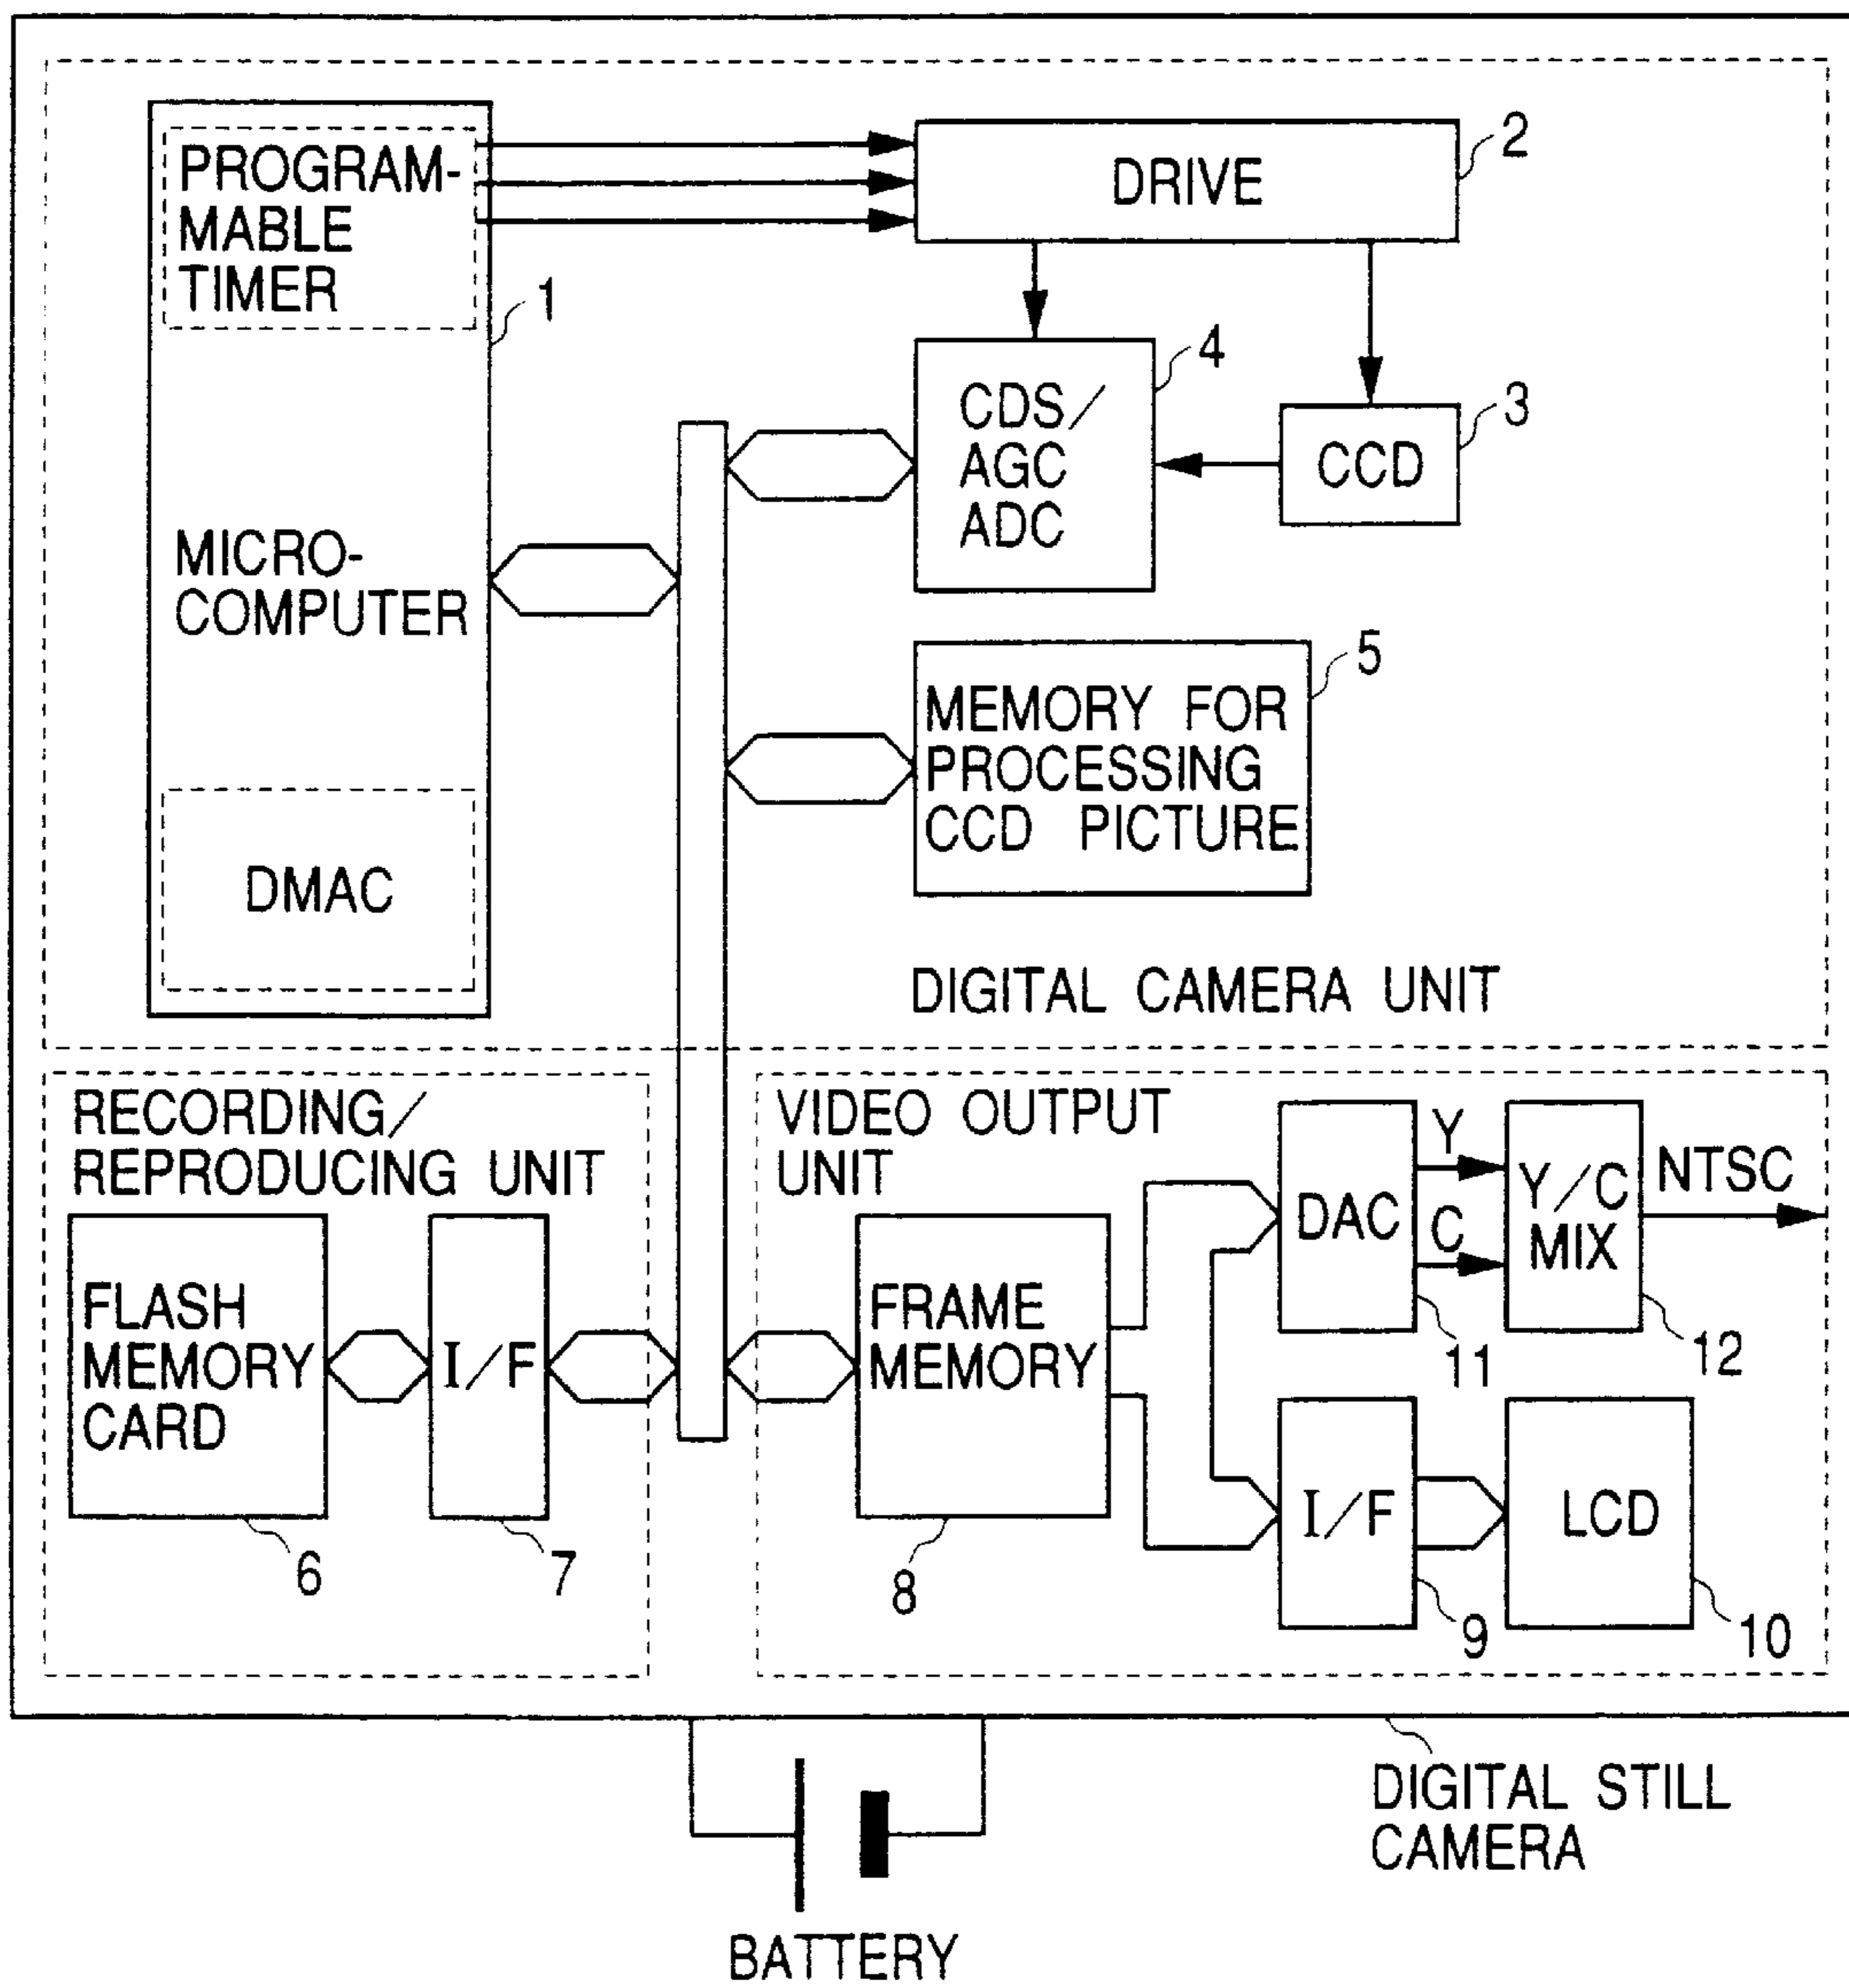 PROGRAM-
MABLE
TIMER
1
MICRO-
COMPUTER
DMAC
DRIVE
2
CDS/
AGC
ADC
4
CCD
3
MEMORY FOR
PROCESSING
CCD PICTURE
5
DIGITAL CAMERA UNIT
RECORDING/
REPRODUCING UNIT
FLASH
MEMORY
CARD
6
I/F
7
VIDEO OUTPUT
UNIT
FRAME
MEMORY
8
DAC
11
Y
C
Y/C
MIX
12
NTSC
I/F
9
LCD
10
DIGITAL STILL
CAMERA
BATTERY